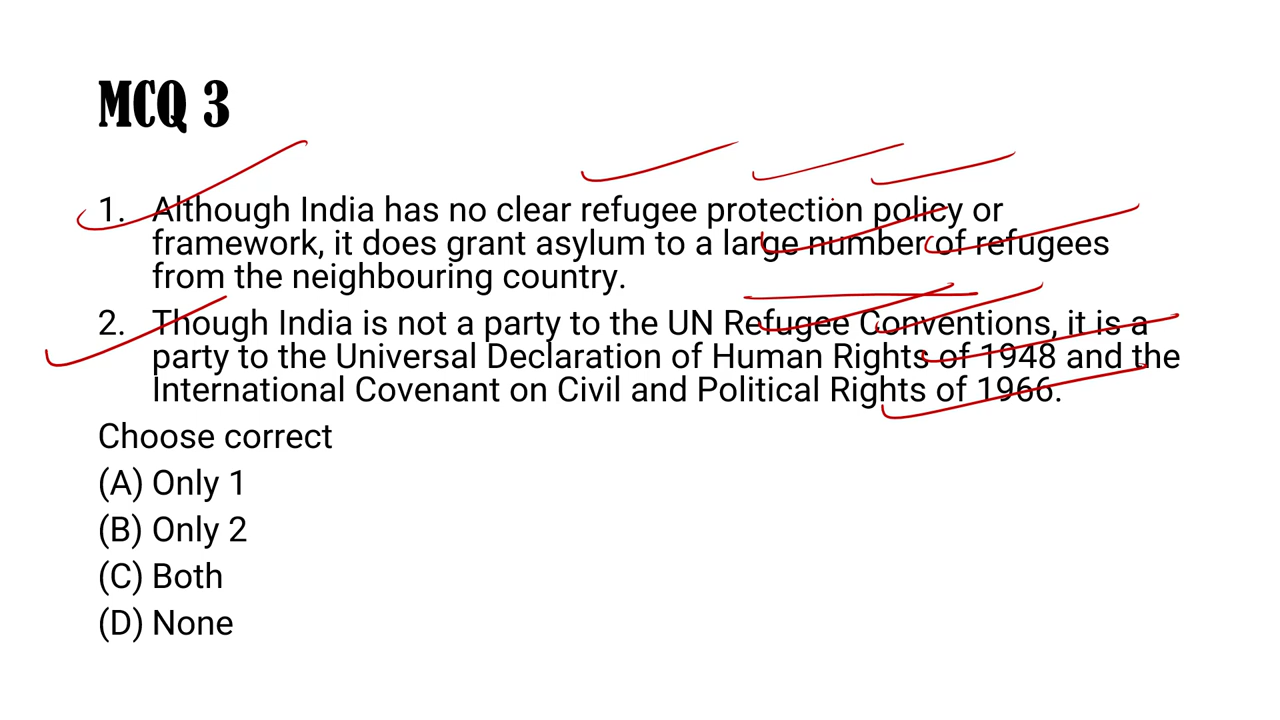 MCQ 3
1. Although India has no clear refugee protection policy or
framework, it does grant asylum to a large number of refugees
from the neighbouring country.
2. Though India is not a party to the UN Refugee Conventions, it is a
party to the Universal Declaration of Human Rights of 1948 and the
International Covenant on Civil and Political Rights of 1966.
Choose correct
(A) Only 1
(B) Only 2
(C) Both
(D) None